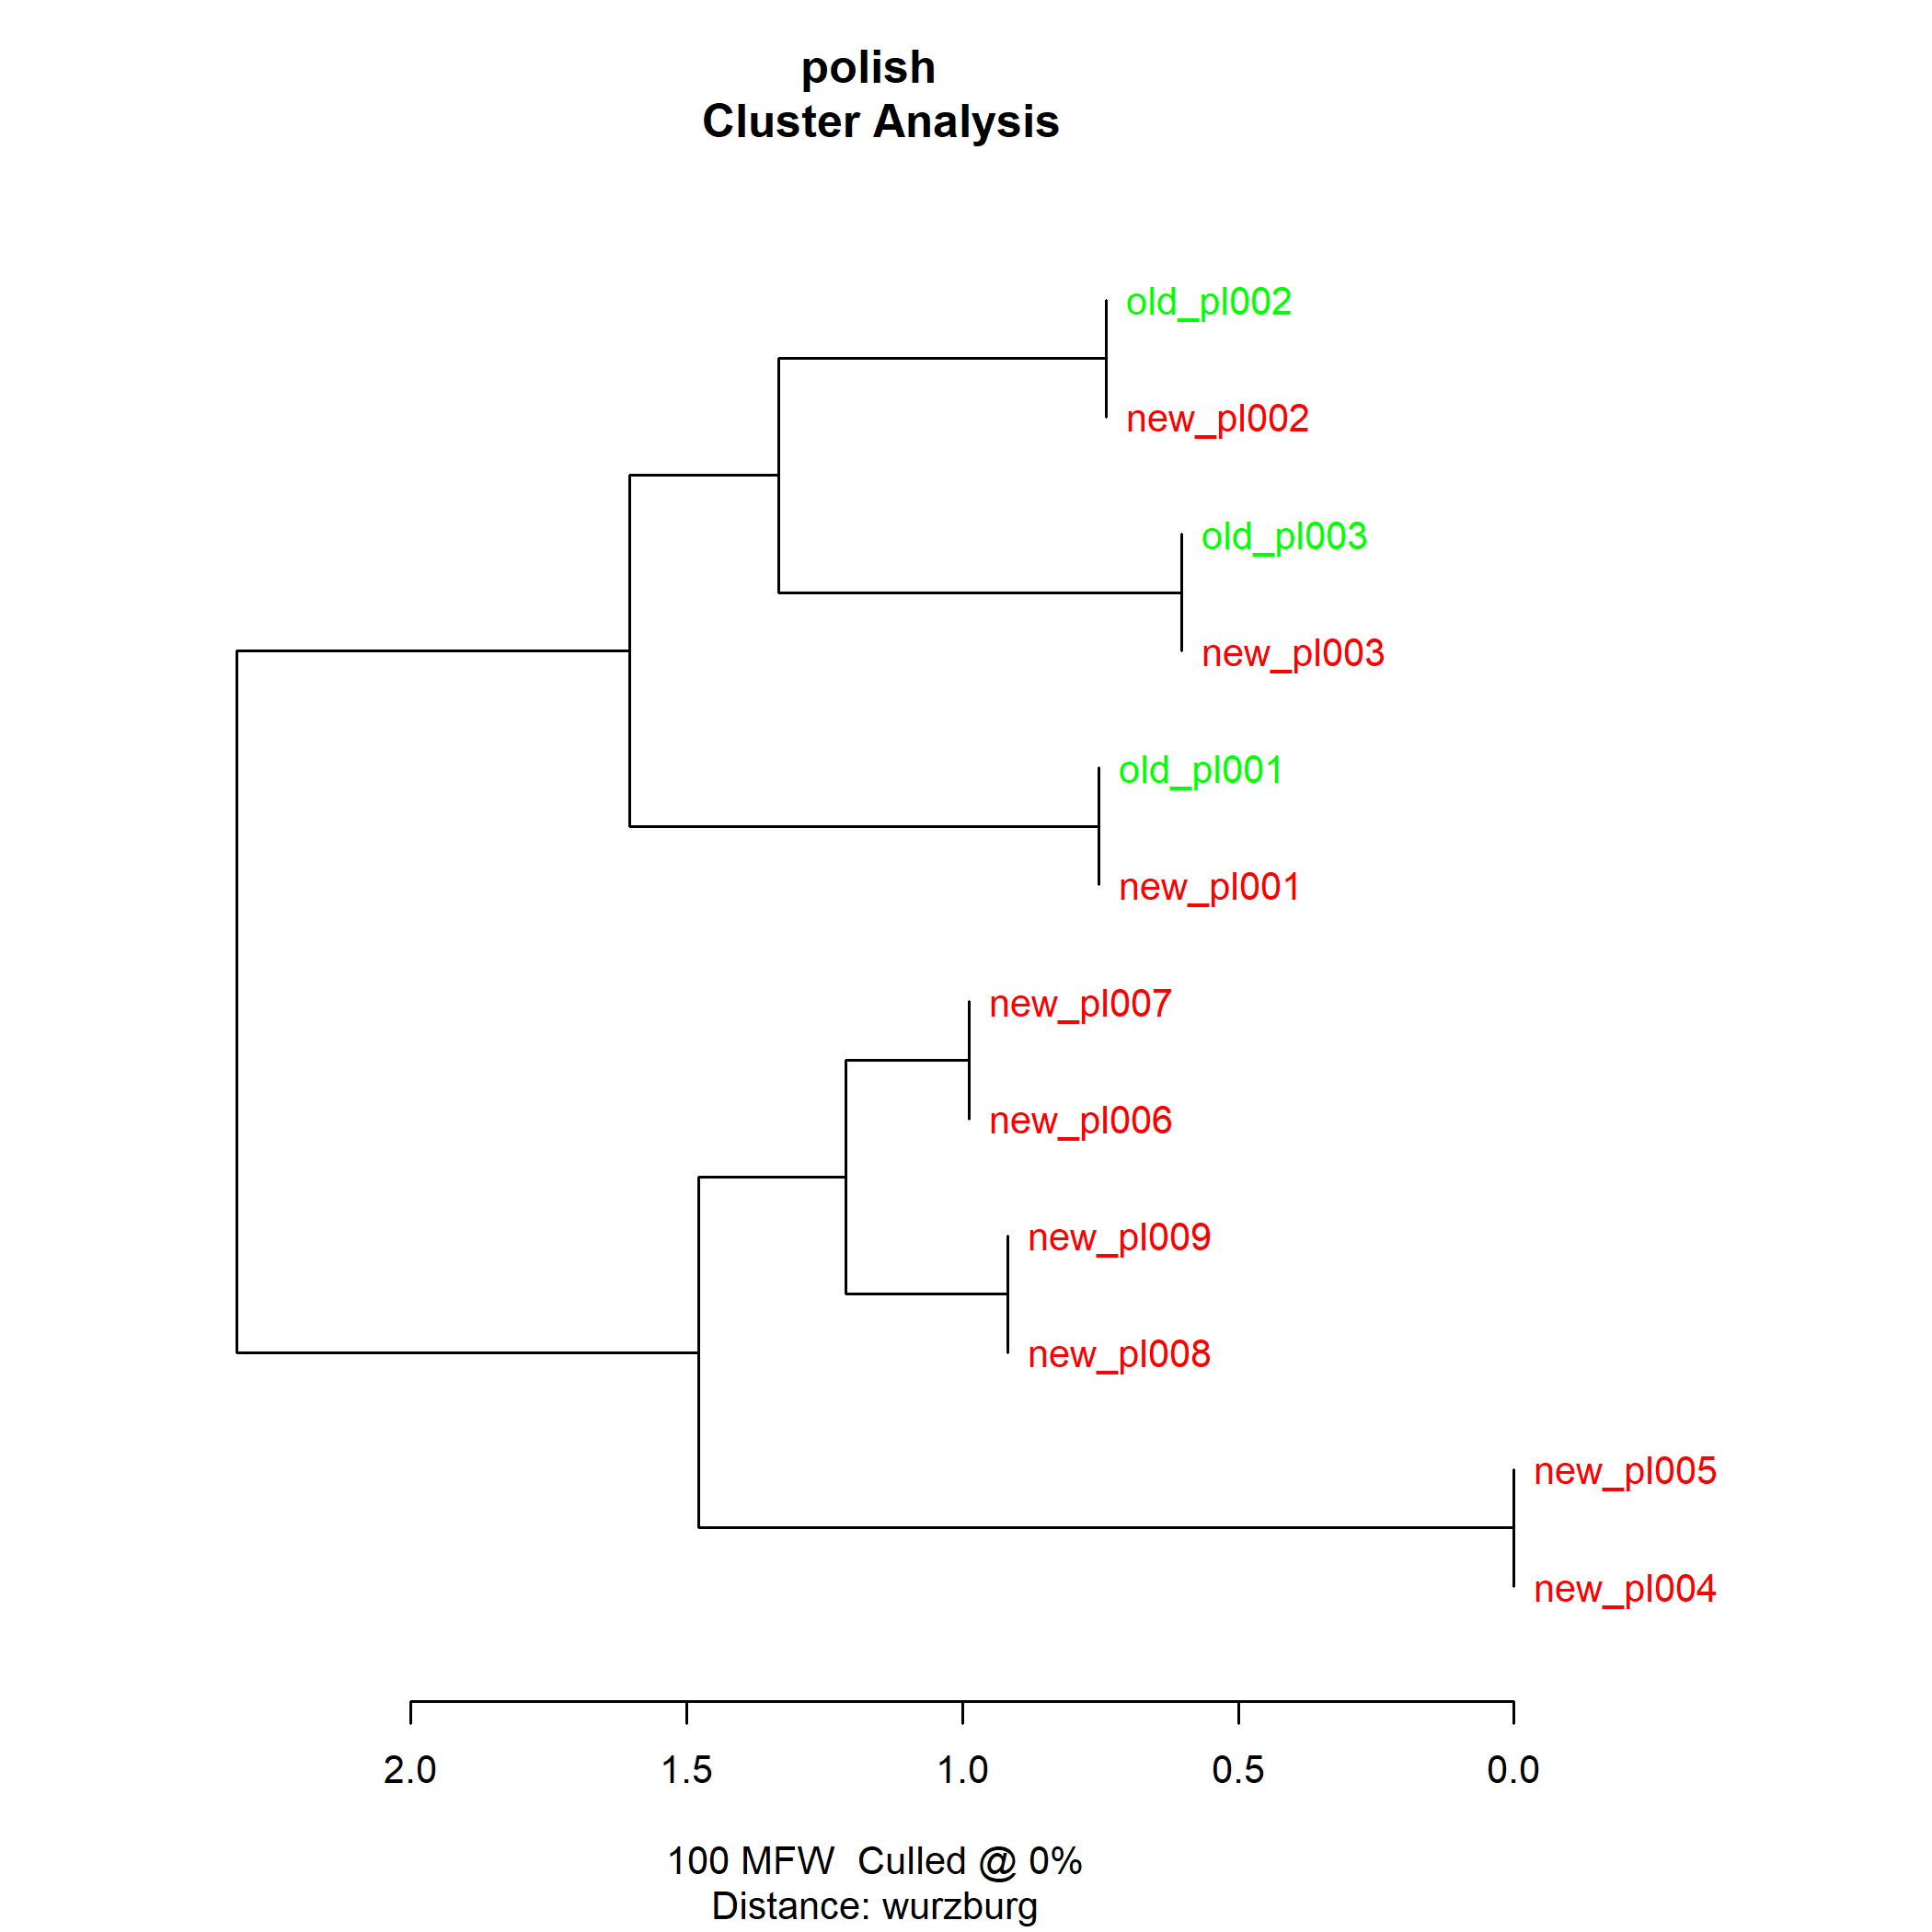 polish
Cluster Analysis
old_pl002
new_pl002
old_pl003
new_pl003
old_pl001
new_pl001
new_pl007
new_pl006
new_pl009
new_pl008
new_pl005
new_pl004
2.0 1.5 1.0 0.5 0.0
100 MFW  Culled @ 0%
Distance: wurzburg